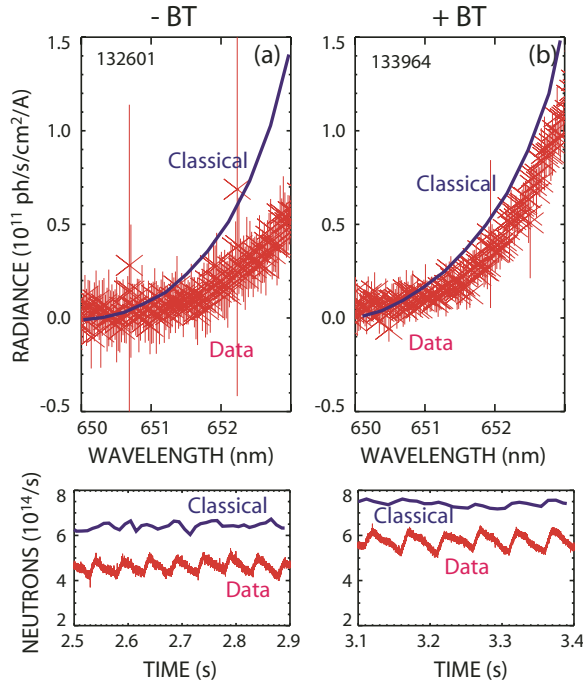 - BT
+ BT
132601
(a)
133964
(b)
1.5
1.0
0.5
0.0
-0.5
1.5
1.0
0.5
0.0
-0.5
RADIANCE (10¹¹ ph/s/cm²/A)
Classical
Data
Classical
Data
650
651
652
650
651
652
WAVELENGTH (nm)
WAVELENGTH (nm)
NEUTRONS (10¹⁴/s)
8
6
4
2
8
6
4
2
Classical
Data
Classical
Data
2.5
2.6
2.7
2.8
2.9
3.1
3.2
3.3
3.4
TIME (s)
TIME (s)